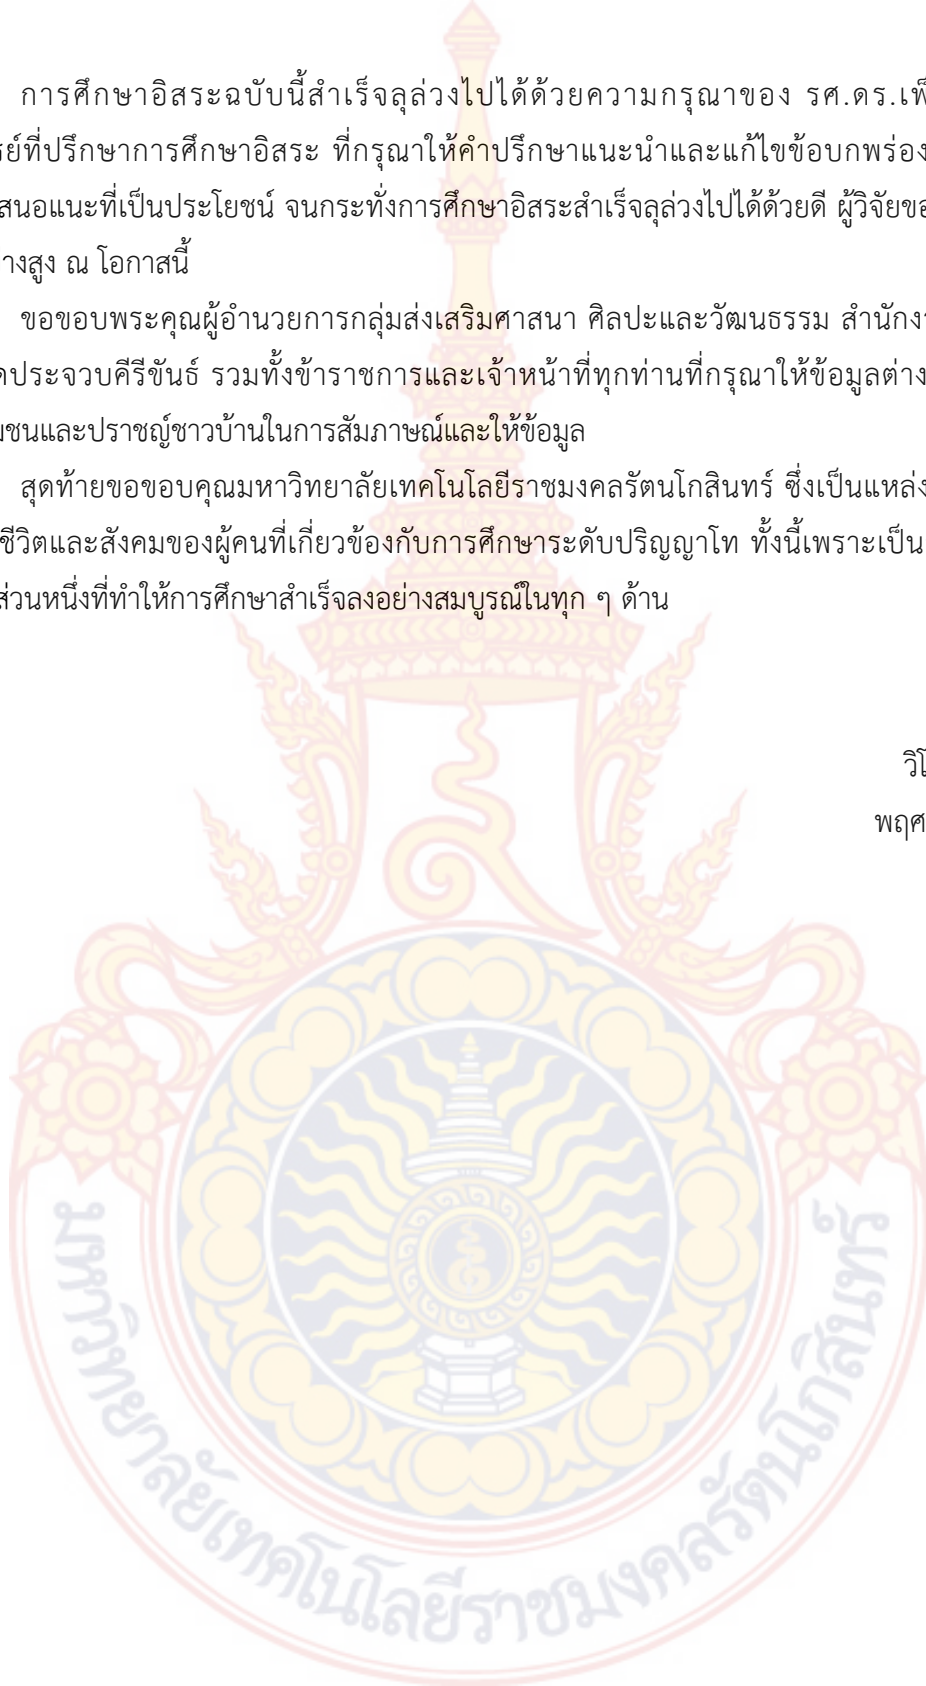 การศึกษาอิสระฉบับนี้สำเร็จลุล่วงไปได้ด้วยความกรุณาของ รศ.ดร.เพ็
รย์ที่ปรึกษาการศึกษาอิสระ ที่กรุณาให้คำปรึกษาแนะนำและแก้ไขข้อบกพร่อง
สนอแนะที่เป็นประโยชน์ จนกระทั่งการศึกษาอิสระสำเร็จลุล่วงไปได้ด้วยดี ผู้วิจัยขอ
างสูง ณ โอกาสนี้
ขอขอบพระคุณผู้อำนวยการกลุ่มส่งเสริมศาสนา ศิลปะและวัฒนธรรม สำนักงา
ดประจวบคีรีขันธ์ รวมทั้งข้าราชการและเจ้าหน้าที่ทุกท่านที่กรุณาให้ข้อมูลต่าง
มชนและปราชญ์ชาวบ้านในการสัมภาษณ์และให้ข้อมูล
สุดท้ายขอขอบคุณมหาวิทยาลัยเทคโนโลยีราชมงคลรัตนโกสินทร์ ซึ่งเป็นแหล่ง
ชีวิตและสังคมของผู้คนที่เกี่ยวข้องกับการศึกษาระดับปริญญาโท ทั้งนี้เพราะเป็น
ส่วนหนึ่งที่ทำให้การศึกษาสำเร็จลงอย่างสมบูรณ์ในทุก ๆ ด้าน
วิโ
พฤศ
มหาวิทยาลัยเทคโนโลยีราชมงคลรัตนโกสินทร์